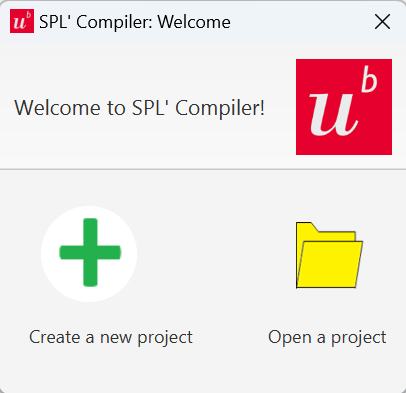 u^b SPL' Compiler: Welcome
Welcome to SPL' Compiler!
u^b
Create a new project
Open a project